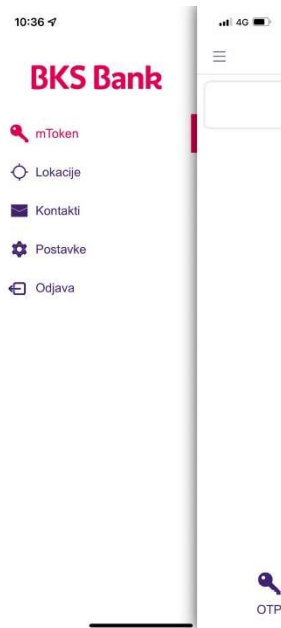 10:36
4G
BKS Bank
mToken
Lokacije
Kontakti
Postavke
Odjava
OTP